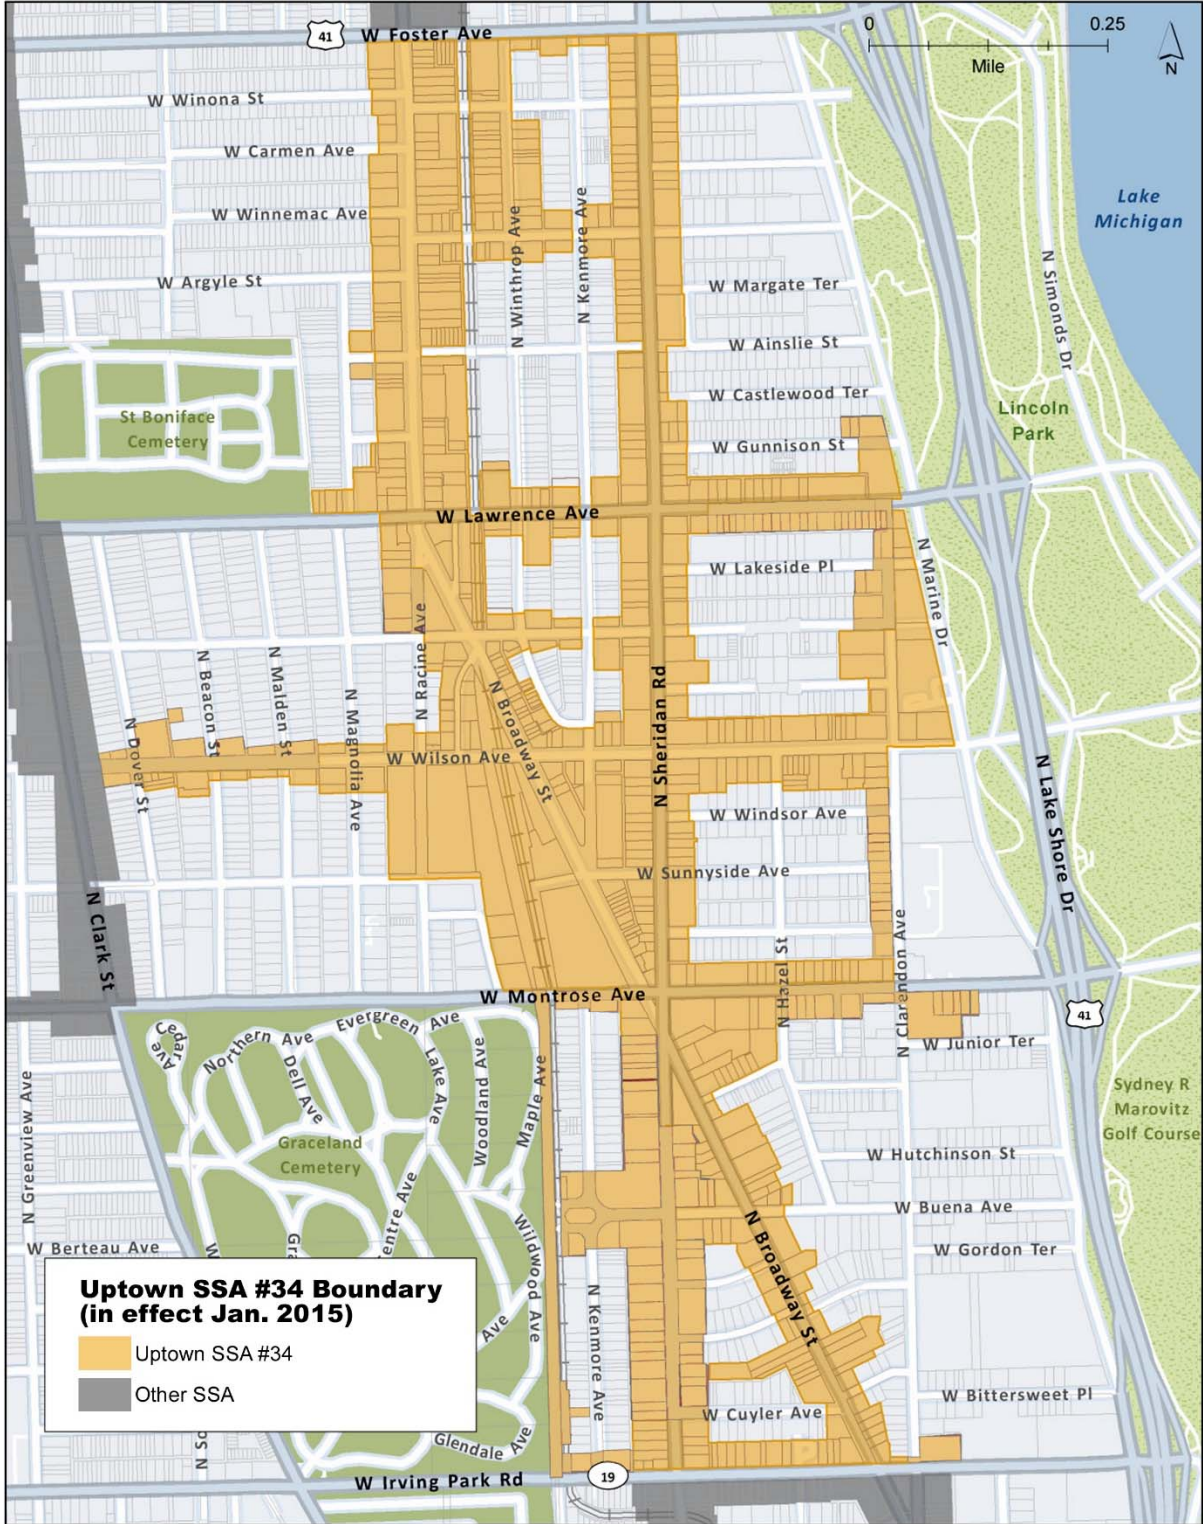 41
W Foster Ave
0
0.25
Mile
N
W Winona St
W Carmen Ave
W Winnemac Ave
N Winthrop Ave
N Kenmore Ave
Lake
Michigan
N Simonds Dr
W Argyle St
W Margate Ter
W Ainslie St
W Castlewood Ter
Lincoln
Park
St Boniface
Cemetery
W Gunnison St
W Lawrence Ave
N Marine Dr
W Lakeside Pl
N Racine Ave
N Beacon St
N Malden St
N Magnolia Ave
N Dover St
N Broadway St
N Sheridan Rd
W Wilson Ave
N Lake Shore Dr
W Windsor Ave
W Sunnyside Ave
N Clark St
N Hazel St
N Clarendon Ave
W Montrose Ave
41
W Junior Ter
Cedar Ave
Northern Ave
Evergreen Ave
Dell Ave
Lake Ave
Woodland Ave
Maple Ave
N Greenview Ave
Graceland
Cemetery
Sydney R
Marovitz
Golf Course
W Hutchinson St
W Buena Ave
entre Ave
Wildwood Ave
N Broadway St
W Berteau Ave
W
Gra
W Gordon Ter
Uptown SSA #34 Boundary
(in effect Jan. 2015)
Uptown SSA #34
Other SSA
Ave
N Kenmore Ave
W Bittersweet Pl
W Cuyler Ave
Glendale Ave
N So
W Irving Park Rd
19